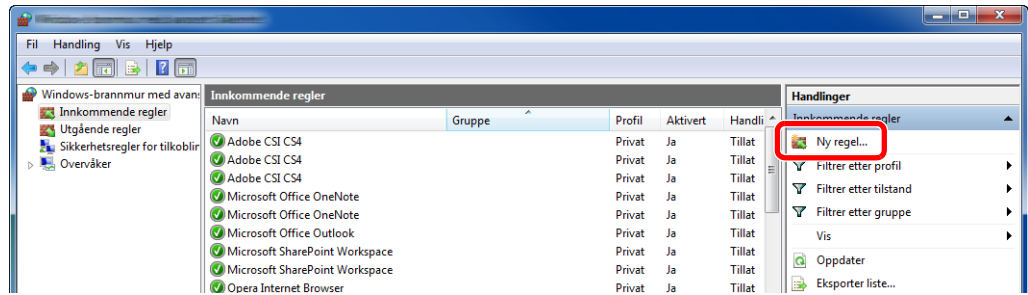 Fil Handling Vis Hjelp
Windows-brannmur med avans
Innkommende regler
Utgående regler
Sikkerhetsregler for tilkoblin
Overvåker
Innkommende regler
Navn Gruppe Profil Aktivert Handli
Adobe CSI CS4 Privat Ja Tillat
Adobe CSI CS4 Privat Ja Tillat
Adobe CSI CS4 Privat Ja Tillat
Microsoft Office OneNote Privat Ja Tillat
Microsoft Office OneNote Privat Ja Tillat
Microsoft Office Outlook Privat Ja Tillat
Microsoft SharePoint Workspace Privat Ja Tillat
Microsoft SharePoint Workspace Privat Ja Tillat
Opera Internet Browser Privat Ja Tillat
Handlinger
Innkommende regler
Ny regel...
Filtrer etter profil
Filtrer etter tilstand
Filtrer etter gruppe
Vis
Oppdater
Eksporter liste...